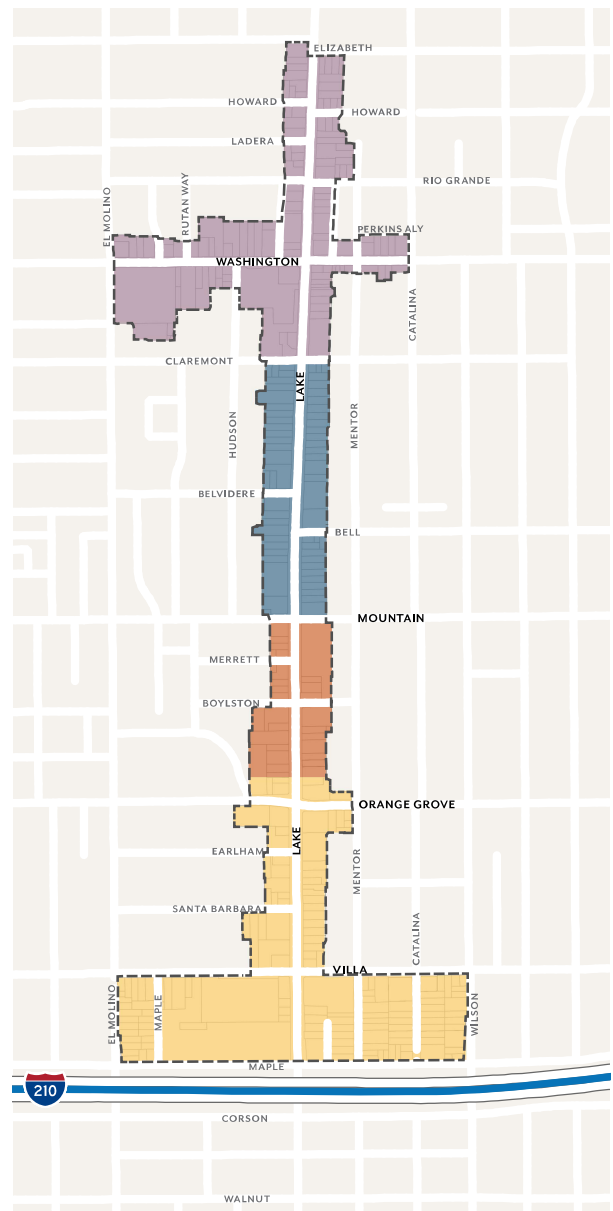 ELIZABETH
HOWARD
HOWARD
LADERA
RIO GRANDE
EL MOLINO
RUTAN WAY
PERKINS ALY
WASHINGTON
CATALINA
CLAREMONT
LAKE
HUDSON
MENTOR
BELVIDERE
BELL
MOUNTAIN
MERRETT
BOYLSTON
ORANGE GROVE
LAKE
EARLHAM
MENTOR
SANTA BARBARA
CATALINA
VILLA
EL MOLINO
MAPLE
WILSON
MAPLE
210
CORSON
WALNUT